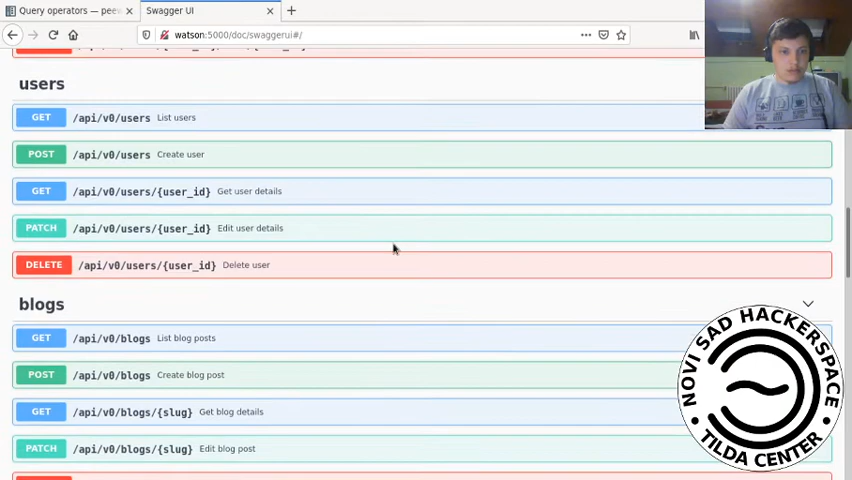 Query operators — pee
Swagger UI
watson:5000/doc/swaggerui#/
users
GET /api/v0/users List users
POST /api/v0/users Create user
GET /api/v0/users/{user_id} Get user details
PATCH /api/v0/users/{user_id} Edit user details
DELETE /api/v0/users/{user_id} Delete user
blogs
GET /api/v0/blogs List blog posts
POST /api/v0/blogs Create blog post
GET /api/v0/blogs/{slug} Get blog details
PATCH /api/v0/blogs/{slug} Edit blog post
NOVI SAD HACKERSPACE
TILDA CENTER